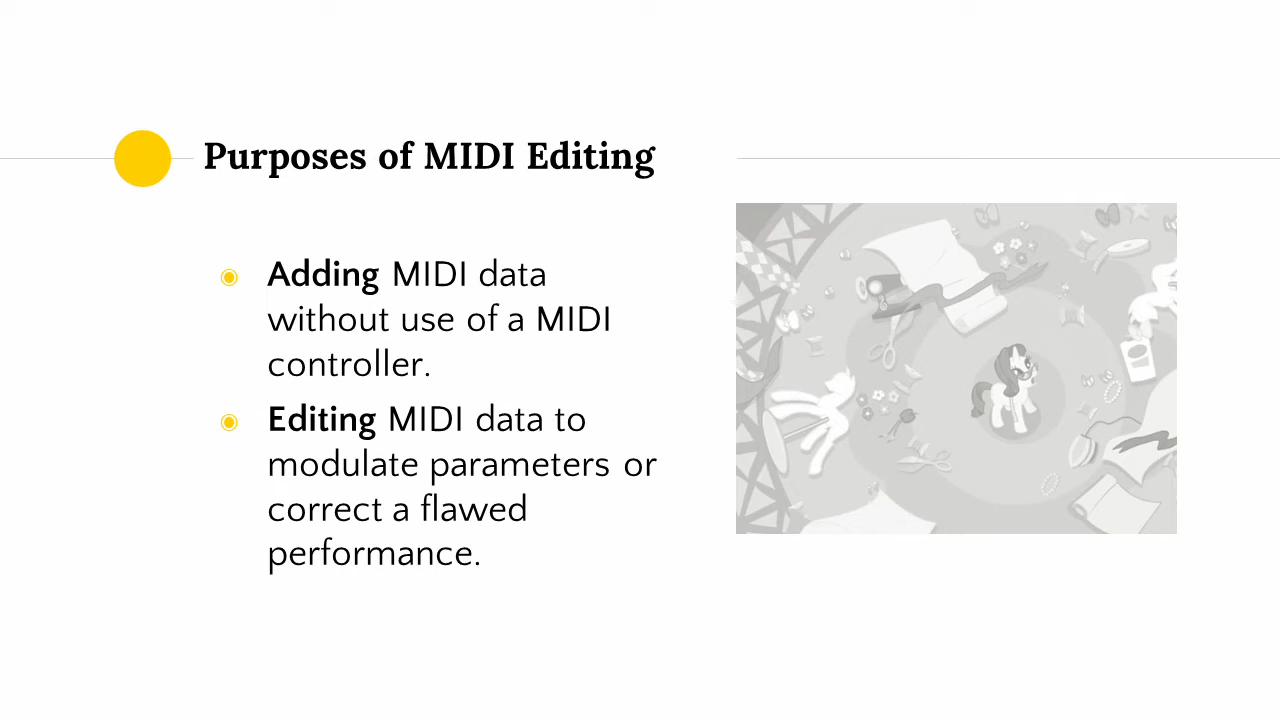 Purposes of MIDI Editing
Adding MIDI data
without use of a MIDI
controller.
Editing MIDI data to
modulate parameters or
correct a flawed
performance.